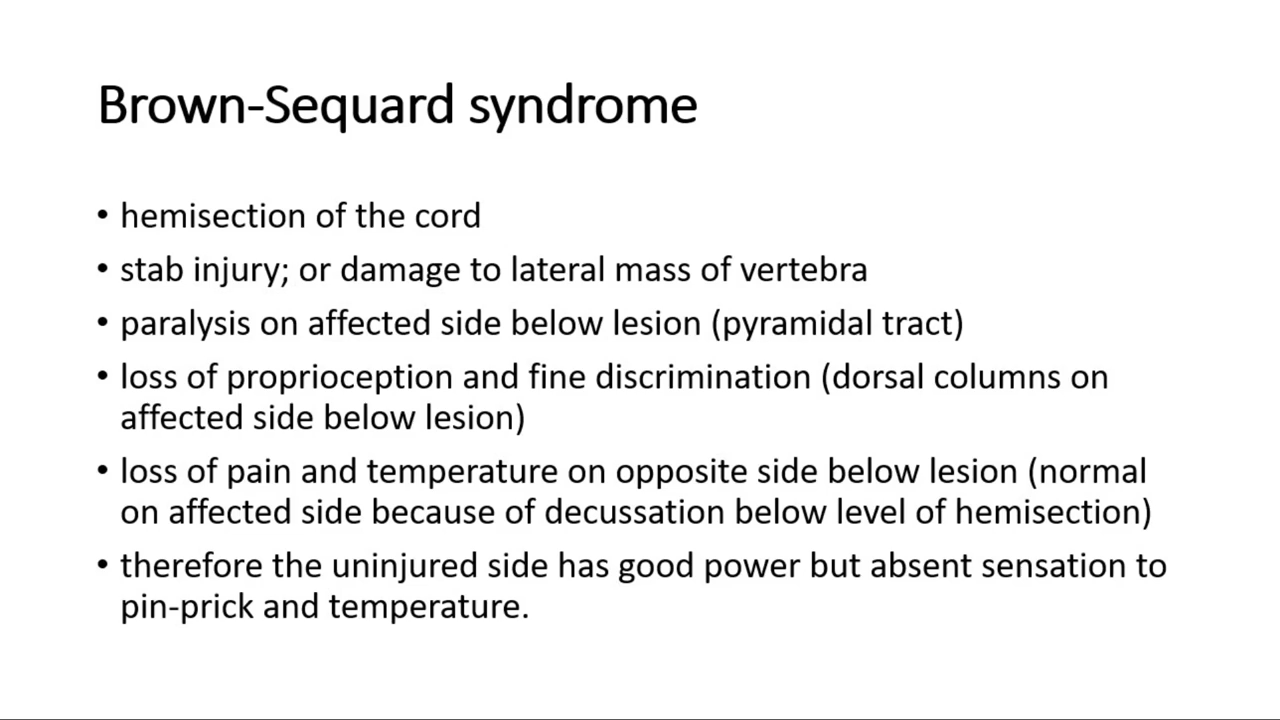 Brown-Sequard syndrome
• hemisection of the cord
• stab injury; or damage to lateral mass of vertebra
• paralysis on affected side below lesion (pyramidal tract)
• loss of proprioception and fine discrimination (dorsal columns on
affected side below lesion)
• loss of pain and temperature on opposite side below lesion (normal
on affected side because of decussation below level of hemisection)
• therefore the uninjured side has good power but absent sensation to
pin-prick and temperature.